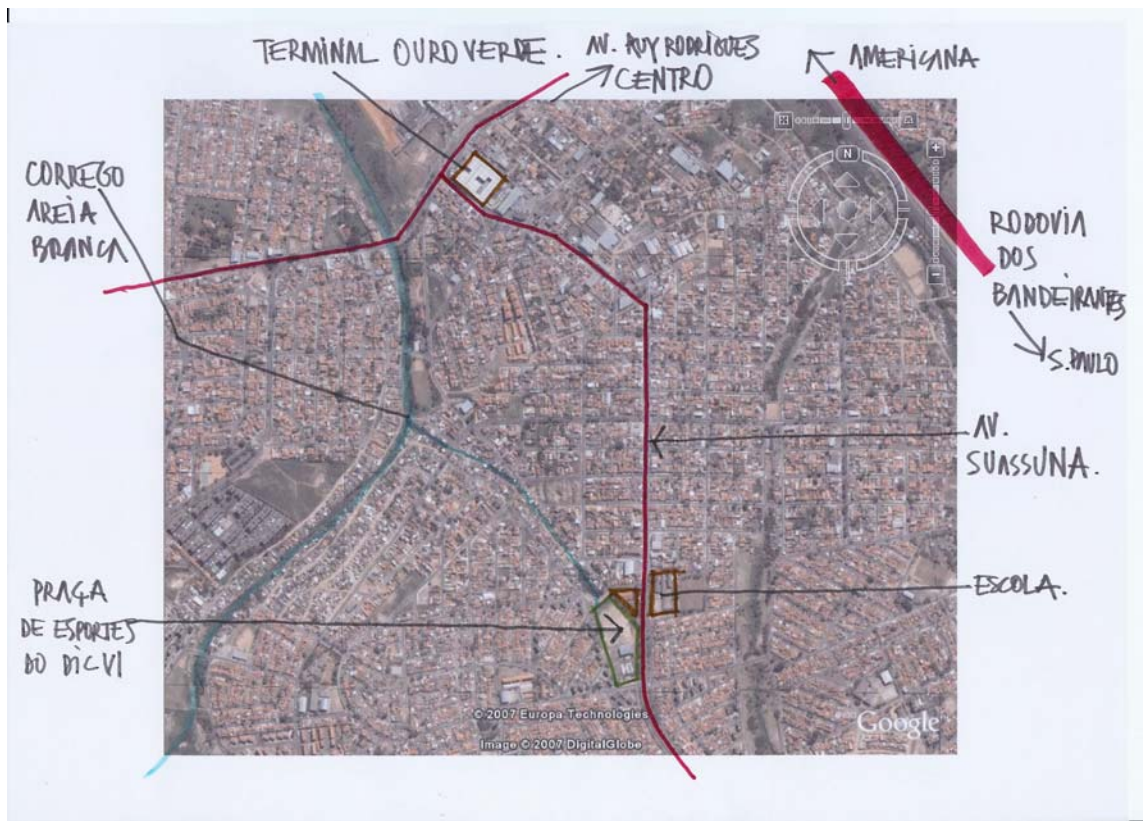 TERMINAL OURO VERDE.
AV. RUY RODRIGUES
CENTRO
AMERICANA
CORREGO
AREIA
BRANCA
N
RODOVIA
DOS
BANDEIRANTES
S. PAULO
AV.
SUASSUNA.
ESCOLA.
PRAÇA
DE ESPORTES
DO DIC VI
© 2007 Europa Technologies
Image © 2007 DigitalGlobe
Google